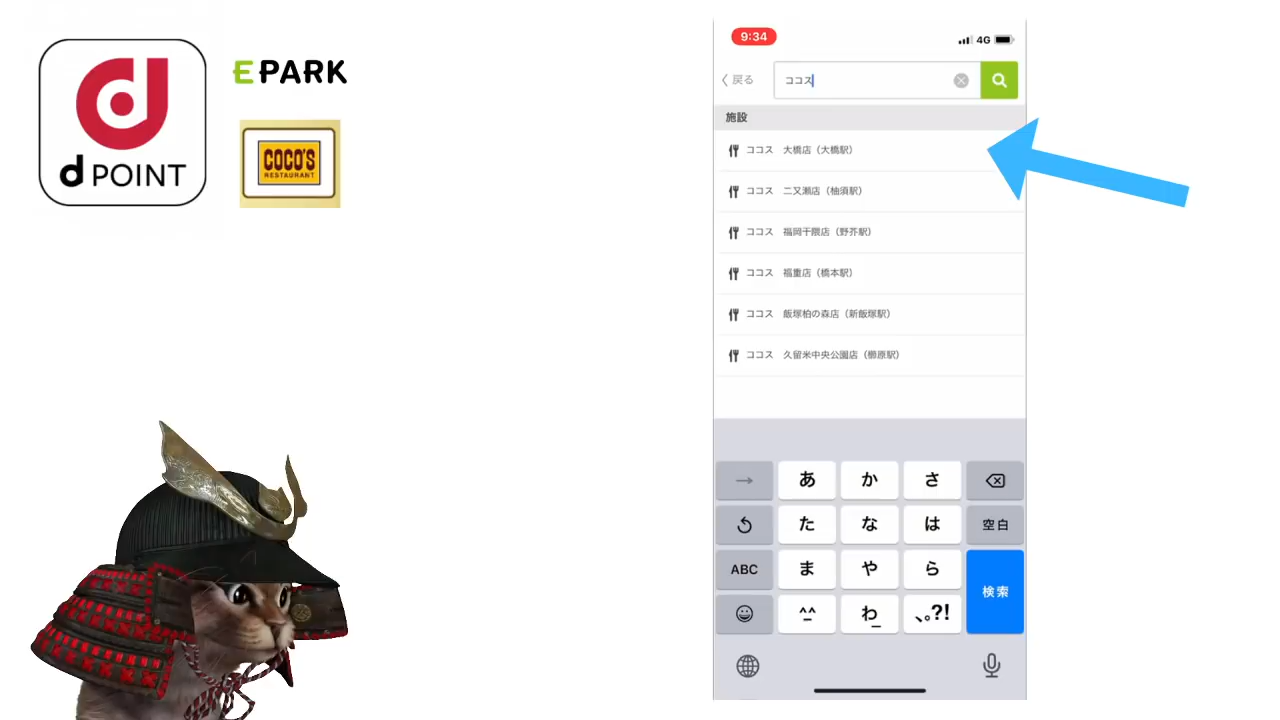 d POINT
EPARK
COCO'S
RESTAURANT
9:34
4G
戻る
ココス
施設
ココス 大橋店（大橋駅）
ココス 二又瀬店（柚須駅）
ココス 福岡干隈店（野芥駅）
ココス 福重店（橋本駅）
ココス 飯塚柏の森店（新飯塚駅）
ココス 久留米中央公園店（櫛原駅）
→ あ か さ
た な は 空白
ABC ま や ら 検索
^_^ わ_ 、。?!